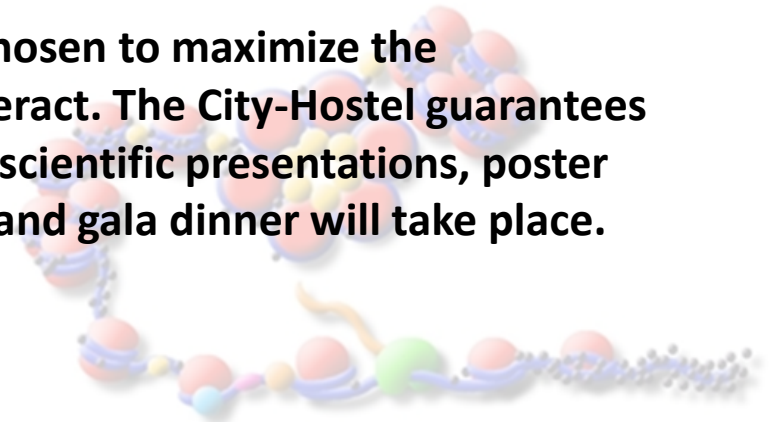 hosen to maximize the
eract. The City-Hostel guarantees
scientific presentations, poster
and gala dinner will take place.